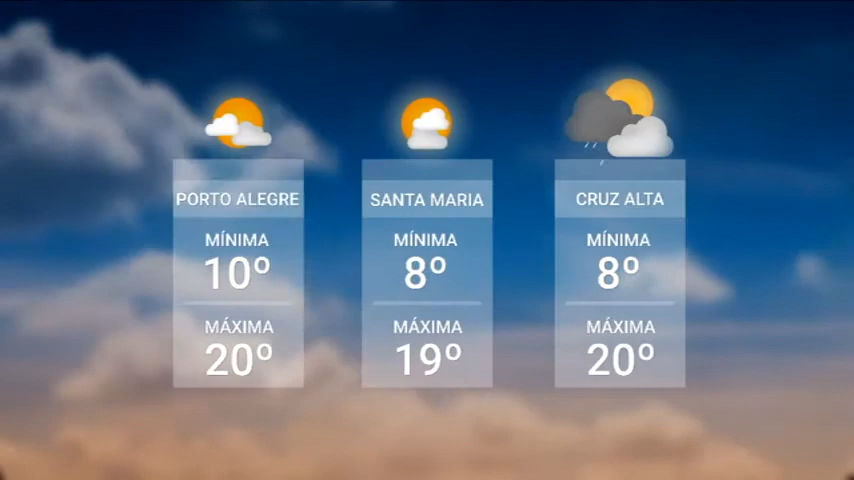 PORTO ALEGRE
MÍNIMA
10º
MÁXIMA
20º
SANTA MARIA
MÍNIMA
8º
MÁXIMA
19º
CRUZ ALTA
MÍNIMA
8º
MÁXIMA
20º